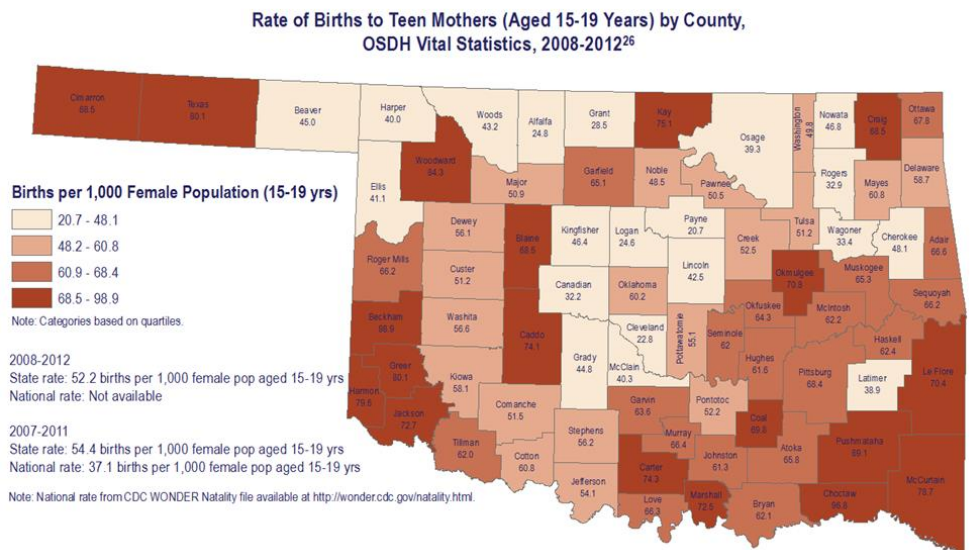 Rate of Births to Teen Mothers (Aged 15-19 Years) by County,
OSDH Vital Statistics, 2008-2012²⁶
Cimarron
68.5
Texas
80.1
Beaver
45.0
Harper
40.0
Woods
43.2
Alfalfa
24.8
Grant
28.5
Kay
75.1
Osage
39.3
Washington
49.8
Nowata
46.8
Craig
68.5
Ottawa
67.8
Ellis
41.1
Woodward
84.3
Major
50.9
Garfield
65.1
Noble
48.5
Pawnee
50.5
Rogers
32.9
Mayes
60.8
Delaware
58.7
Births per 1,000 Female Population (15-19 yrs)
20.7 - 48.1
48.2 - 60.8
60.9 - 68.4
68.5 - 98.9
Note: Categories based on quartiles.
Dewey
56.1
Blaine
Kingfisher
46.4
Logan
24.6
Payne
20.7
Creek
52.5
Tulsa
51.2
Wagoner
33.4
Cherokee
48.1
Adair
66.6
Roger Mills
66.2
Custer
51.2
Canadian
32.2
Oklahoma
60.2
Lincoln
42.5
Okmulgee
Muskogee
65.3
Sequoyah
66.2
Beckham
98.9
Washita
56.6
Caddo
74.1
Grady
44.8
Cleveland
22.8
McClain
40.3
Pottawatomie
55.1
Seminole
62
Okfuskee
64.3
McIntosh
62.2
Haskell
62.4
Hughes
61.6
Pittsburg
68.4
Latimer
38.9
Le Flore
70.4
2008-2012
State rate: 52.2 births per 1,000 female pop aged 15-19 yrs
National rate: Not available
2007-2011
State rate: 54.4 births per 1,000 female pop aged 15-19 yrs
National rate: 37.1 births per 1,000 female pop aged 15-19 yrs
Note: National rate from CDC WONDER Natality file available at http://wonder.cdc.gov/natality.html.
Greer
80.1
Harmon
79.6
Jackson
72.7
Kiowa
58.1
Tillman
62.0
Comanche
51.5
Cotton
60.8
Stephens
56.2
Jefferson
54.1
Garvin
63.6
Murray
66.4
Carter
74.3
Love
66.3
Pontotoc
52.2
Johnston
61.3
Marshall
72.5
Coal
69.8
Atoka
65.8
Bryan
62.1
Pushmataha
69.1
Choctaw
McCurtain
78.7